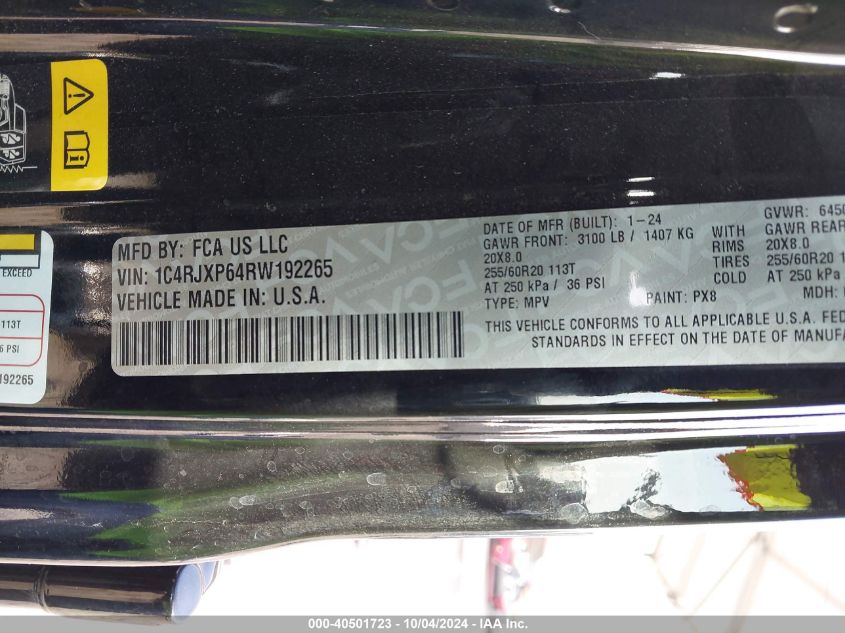 EXCEED
113T
6 PSI
192265
MFD BY: FCA US LLC
VIN: 1C4RJXP64RW192265
VEHICLE MADE IN: U.S.A.
DATE OF MFR (BUILT): 1-24
GAWR FRONT: 3100 LB / 1407 KG WITH
20X8.0 RIMS
255/60R20 113T TIRES
AT 250 kPa / 36 PSI COLD
TYPE: MPV PAINT: PX8
GVWR: 6450
GAWR REAR
20X8.0
255/60R20 1
AT 250 kPa
MDH:
THIS VEHICLE CONFORMS TO ALL APPLICABLE U.S.A. FED
STANDARDS IN EFFECT ON THE DATE OF MANUFA
000-40501723 - 10/04/2024 - IAA Inc.